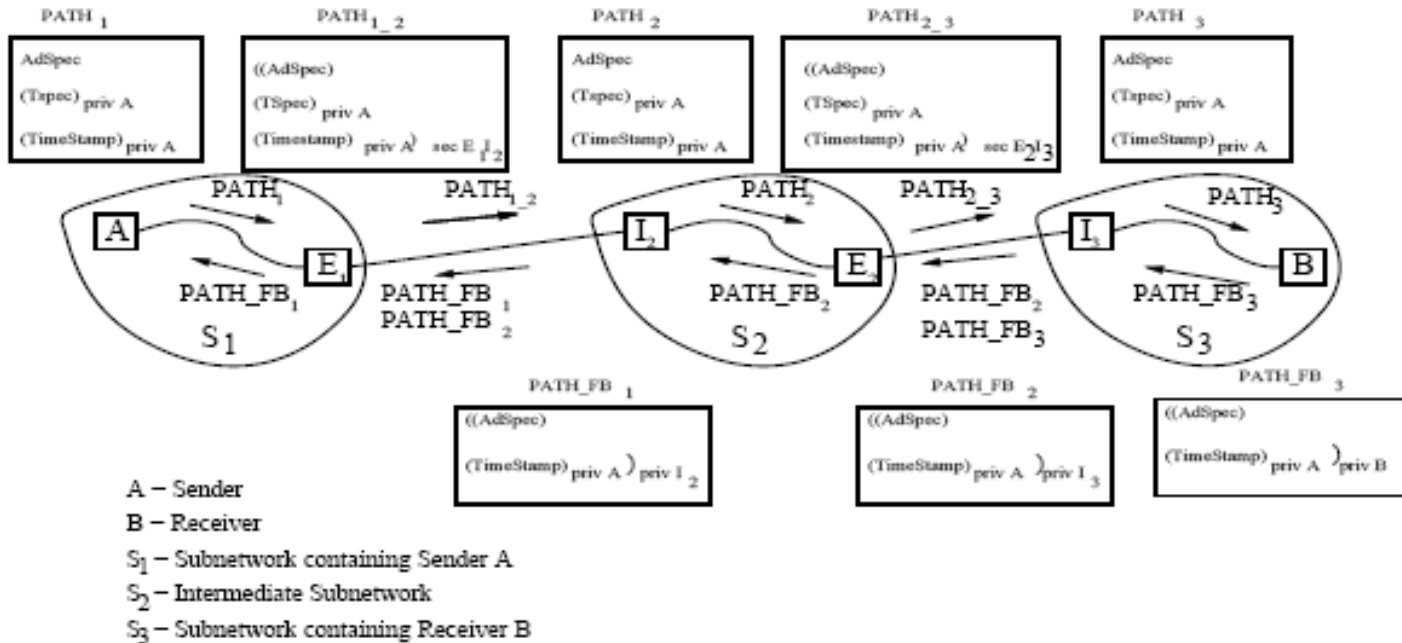 PATH 1
PATH 1_2
PATH 2
PATH 2_3
PATH 3
AdSpec
(Tspec) priv A
(TimeStamp) priv A
((AdSpec)
(TSpec) priv A
(Timestamp) priv A) sec E1I2
AdSpec
(Tspec) priv A
(TimeStamp) priv A
((AdSpec)
(TSpec) priv A
(Timestamp) priv A) sec E2I3
AdSpec
(Tspec) priv A
(TimeStamp) priv A
PATH1
PATH1_2
PATH2
PATH2_3
PATH3
A
E1
I2
E2
I3
B
PATH_FB1
PATH_FB 1
PATH_FB 2
PATH_FB2
PATH_FB2
PATH_FB3
PATH_FB3
S1
S2
S3
PATH_FB 1
PATH_FB 2
PATH_FB 3
((AdSpec)
(TimeStamp) priv A ) priv I2
((AdSpec)
(TimeStamp) priv A ) priv I3
((AdSpec)
(TimeStamp) priv A ) priv B
A – Sender
B – Receiver
S1 – Subnetwork containing Sender A
S2 – Intermediate Subnetwork
S3 – Subnetwork containing Receiver B